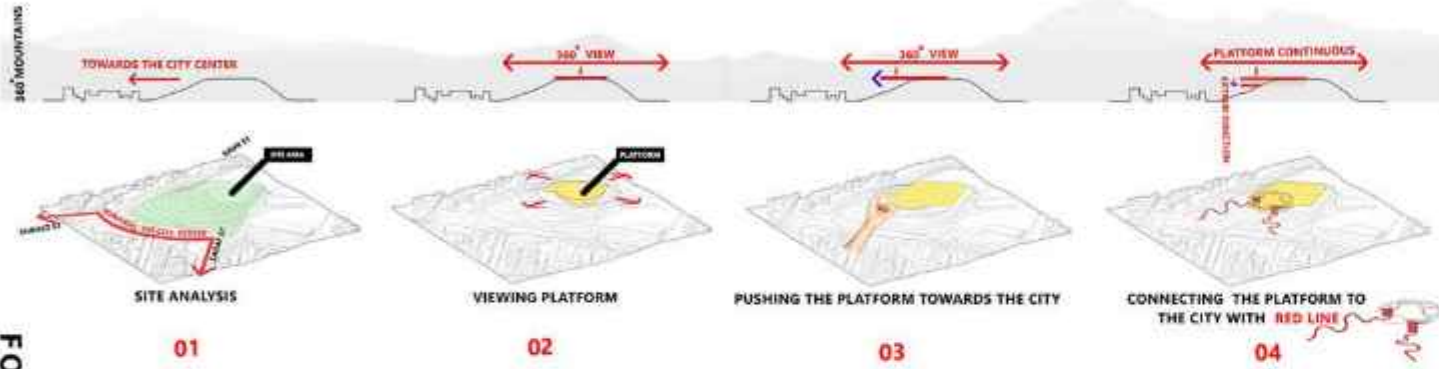 360° MOUNTAINS
TOWARDS THE CITY CENTER
360° VIEW
360° VIEW
PLATFORM CONTINUOUS
SITE AREA
PLATFORM
SITE ANALYSIS
VIEWING PLATFORM
PUSHING THE PLATFORM TOWARDS THE CITY
CONNECTING THE PLATFORM TO
THE CITY WITH RED LINE
01
02
03
04
FO